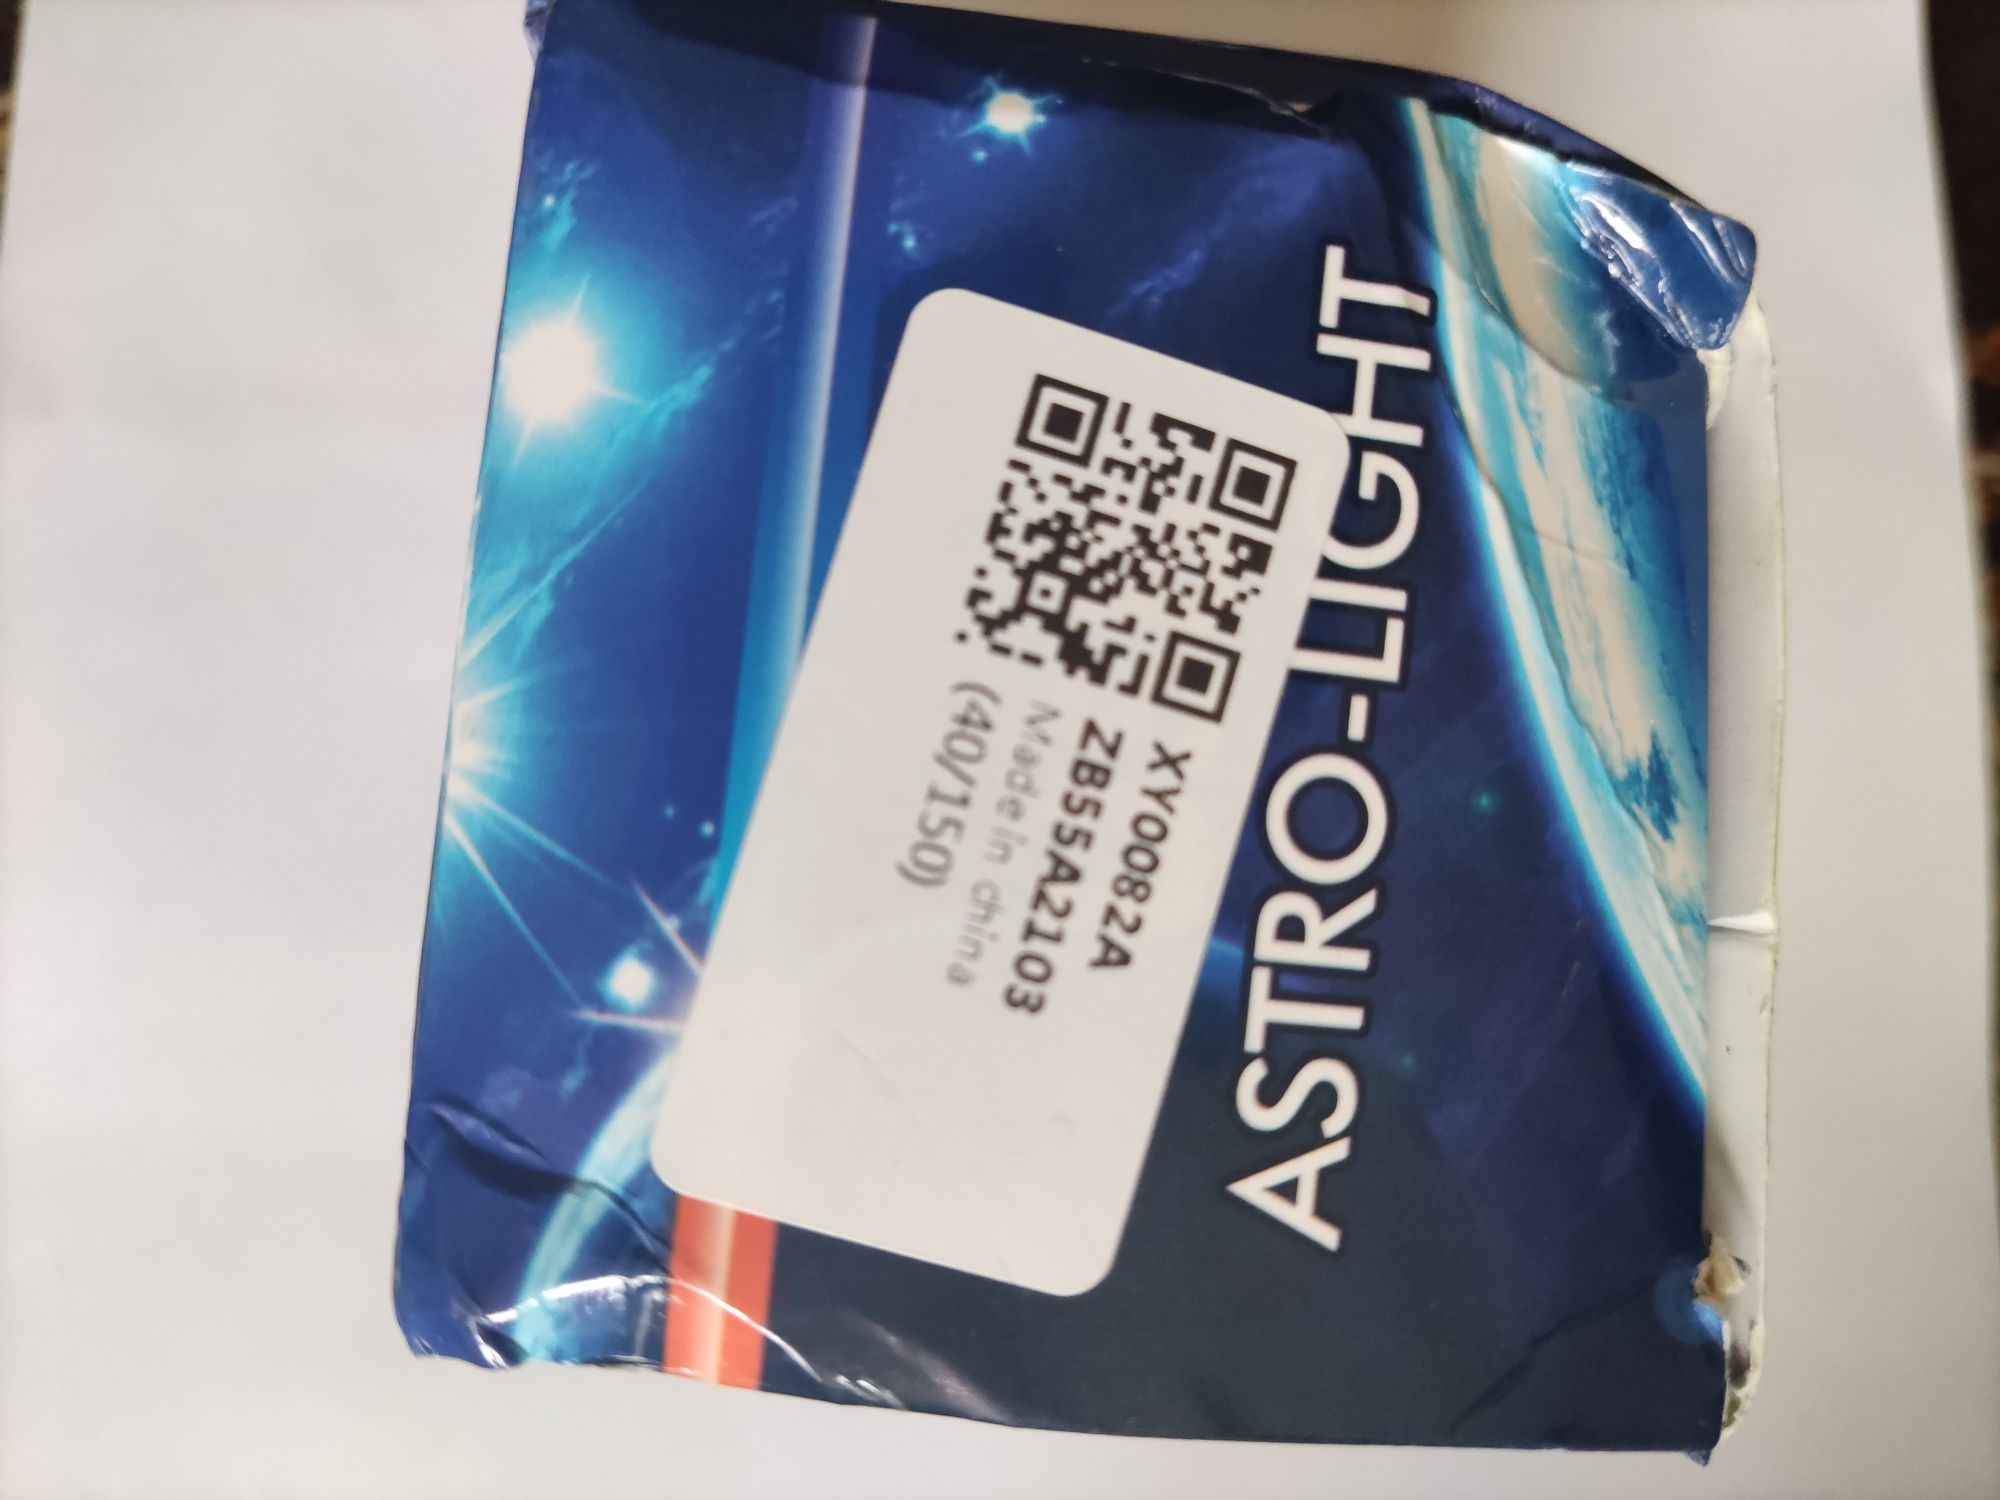 ASTRO-LIGHT
XY0082A
ZB55A2103
Made in china
(40/150)